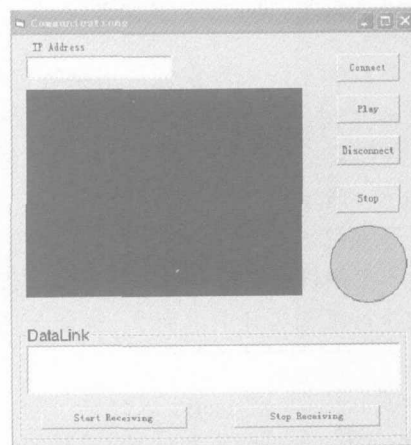 Communications
IP Address
Connect
Play
Disconnect
Stop
DataLink
Start Receiving
Stop Receiving